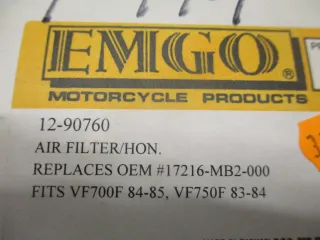 EMGO®
MOTORCYCLE PRODUCTS
12-90760
AIR FILTER/HON.
REPLACES OEM #17216-MB2-000
FITS VF700F 84-85, VF750F 83-84